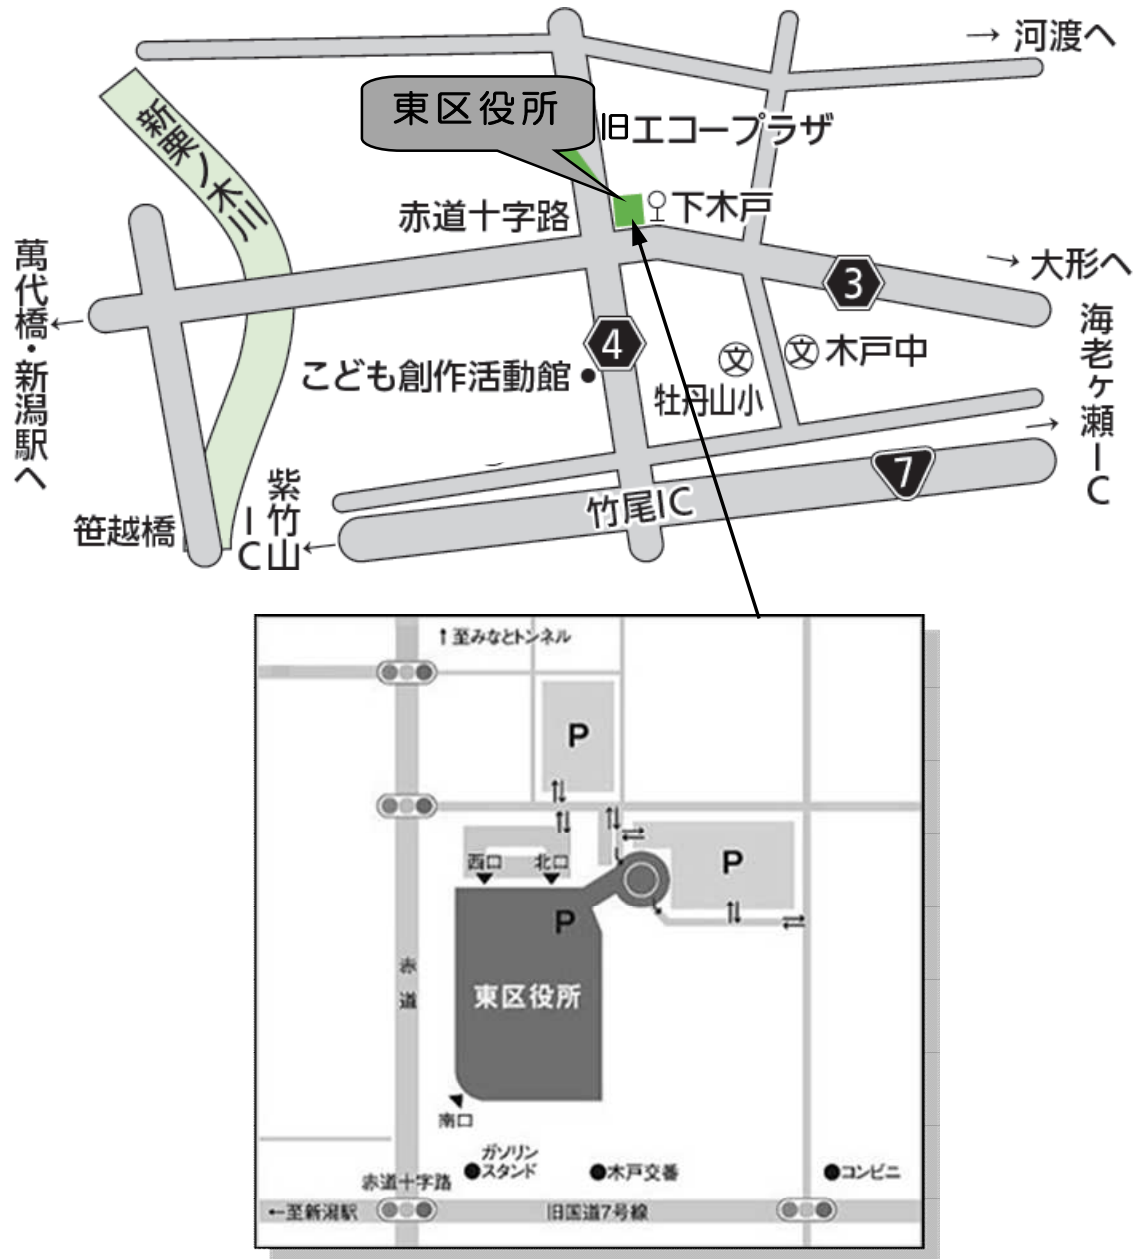 → 河渡へ
東区役所
旧エコープラザ
新栗ノ木川
赤道十字路
下木戸
→ 大形へ
萬代橋・新潟駅へ
←
3
4
文
文 木戸中
海老ヶ瀬IC
→
こども創作活動館
牡丹山小
7
竹尾IC
笹越橋
紫竹山IC
←
↑至みなとトンネル
P
西口
北口
P
P
東区役所
赤道
南口
ガソリン
スタンド
木戸交番
コンビニ
赤道十字路
←至新潟駅
旧国道7号線